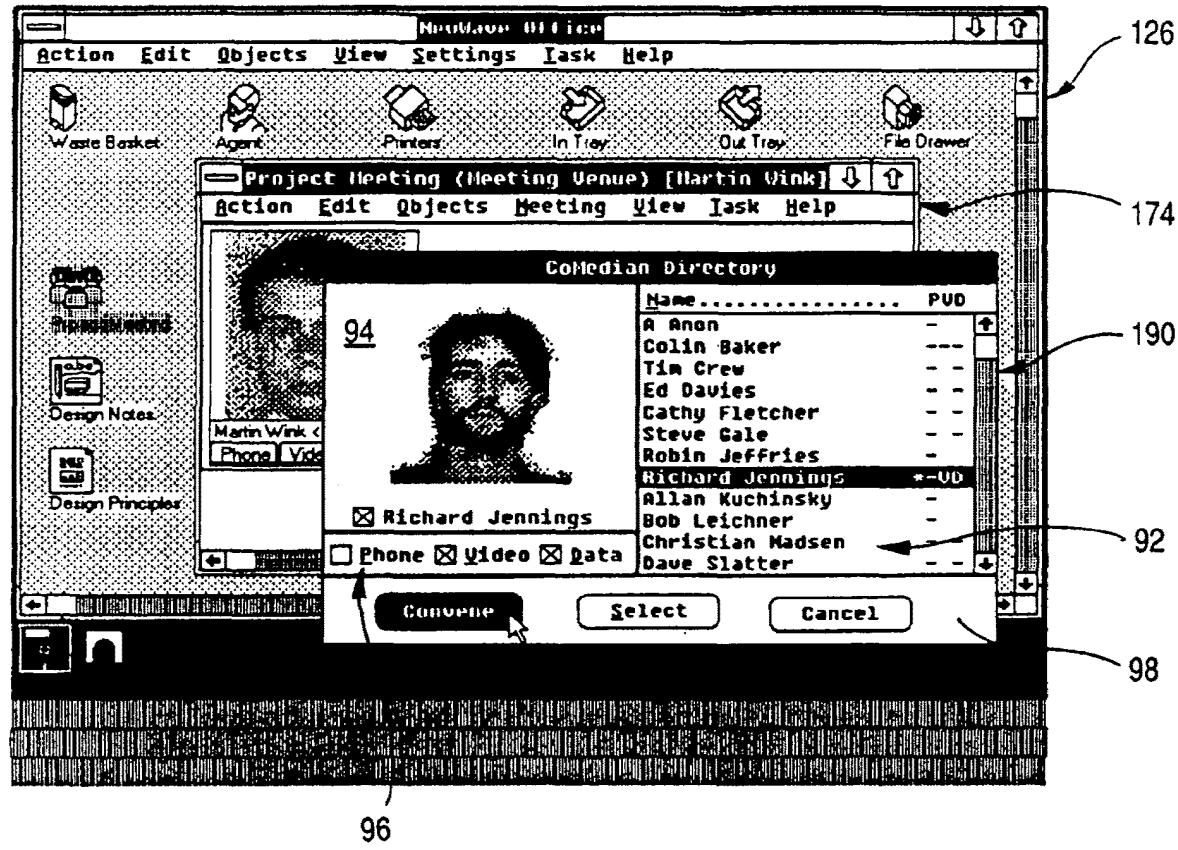 NewWave Office
Action Edit Objects View Settings Task Help
126
Waste Basket Agent Printers In Tray Out Tray File Drawer
Project Meeting (Meeting Venue) [Martin Wink]
Action Edit Objects Meeting View Task Help
174
CoMedian Directory
Name................. PVD
94
A Anon -
Colin Baker ---
190
Tim Crew - -
Ed Davies - -
Design Notes
Cathy Fletcher - -
Martin Wink <
Steve Gale - -
Phone Vide
Robin Jeffries -
Richard Jennings *-VD
Design Principles
Allan Kuchinsky -
Richard Jennings
Bob Leichner -
Christian Madsen - -
92
Phone Video Data
Dave Slatter - -
Convene Select Cancel
98
96